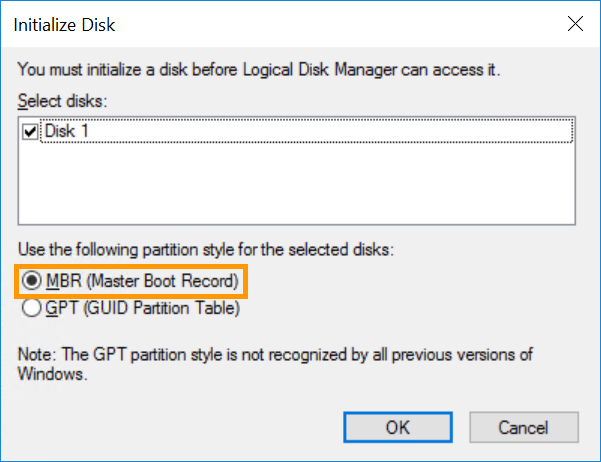 Initialize Disk
You must initialize a disk before Logical Disk Manager can access it.
Select disks:
Disk 1
Use the following partition style for the selected disks:
MBR (Master Boot Record)
GPT (GUID Partition Table)
Note: The GPT partition style is not recognized by all previous versions of
Windows.
OK
Cancel